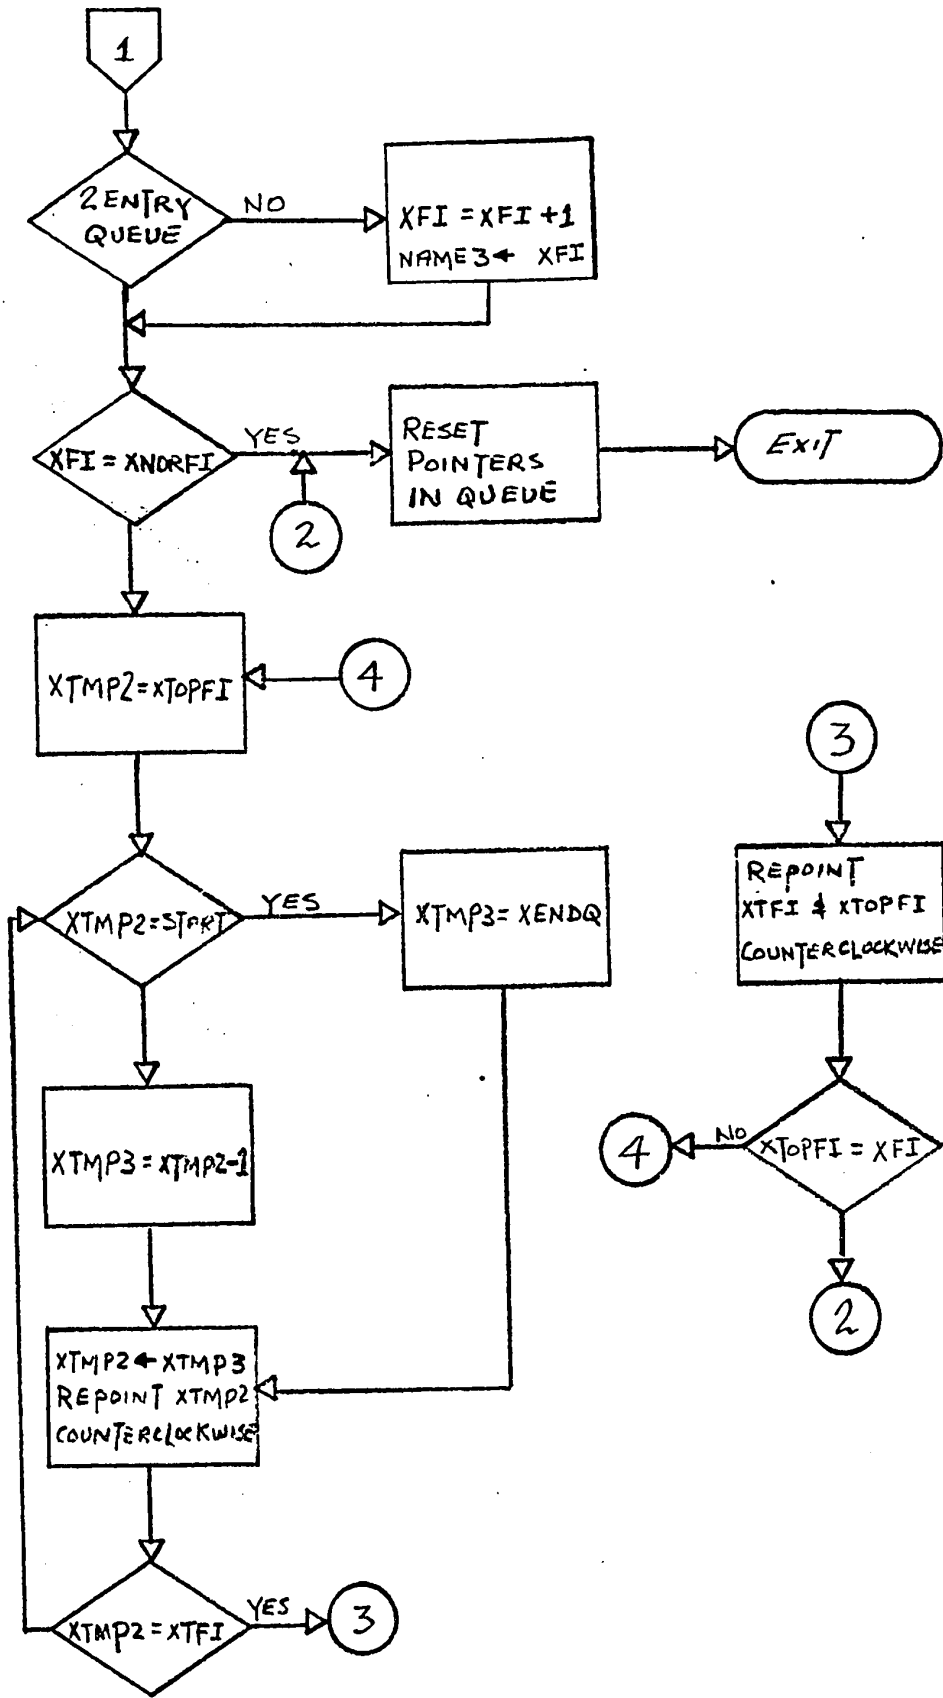 1
2 ENTRY
QUEUE
NO
XFI = XFI + 1
NAME 3 ← XFI
XFI = XNORFI
YES
RESET
POINTERS
IN QUEUE
EXIT
2
XTMP2 = XTOPFI
4
3
REPOINT
XTFI & XTOPFI
COUNTERCLOCKWISE
XTMP2 = START
YES
XTMP3 = XENDQ
XTMP3 = XTMP2-1
4
NO
XTOPFI = XFI
2
XTMP2 ← XTMP3
REPOINT XTMP2
COUNTERCLOCKWISE
XTMP2 = XTFI
YES
3